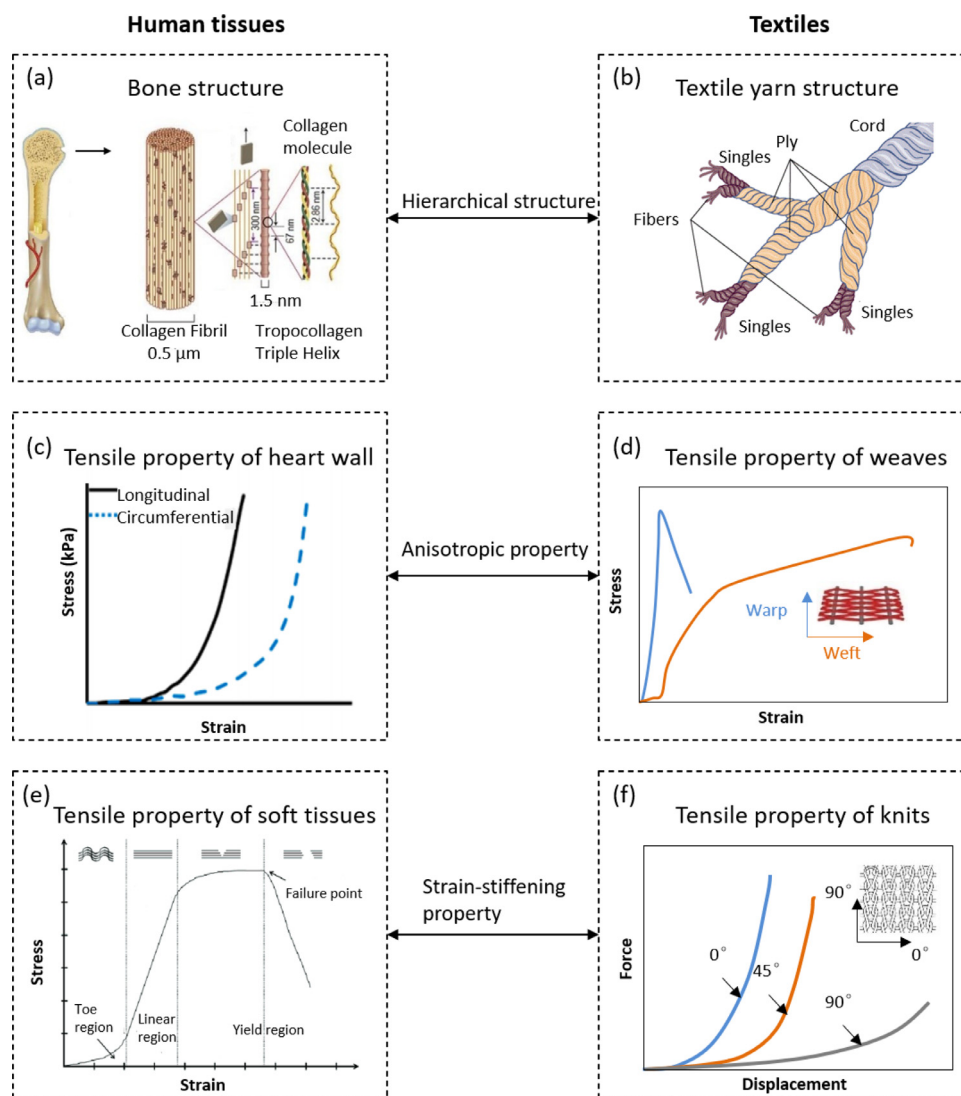 Human tissues
Textiles
(a)
Bone structure
Collagen
molecule
300 nm
67 nm
2.86 nm
1.5 nm
Collagen Fibril
0.5 μm
Tropocollagen
Triple Helix
Hierarchical structure
(b)
Textile yarn structure
Cord
Ply
Singles
Fibers
Singles
Singles
(c)
Tensile property of heart wall
Longitudinal
Circumferential
Stress (kPa)
Strain
Anisotropic property
(d)
Tensile property of weaves
Stress
Warp
Weft
Strain
(e)
Tensile property of soft tissues
Failure point
Stress
Toe
region
Linear
region
Yield region
Strain
Strain-stiffening
property
(f)
Tensile property of knits
90°
0°
0°
45°
90°
Force
Displacement